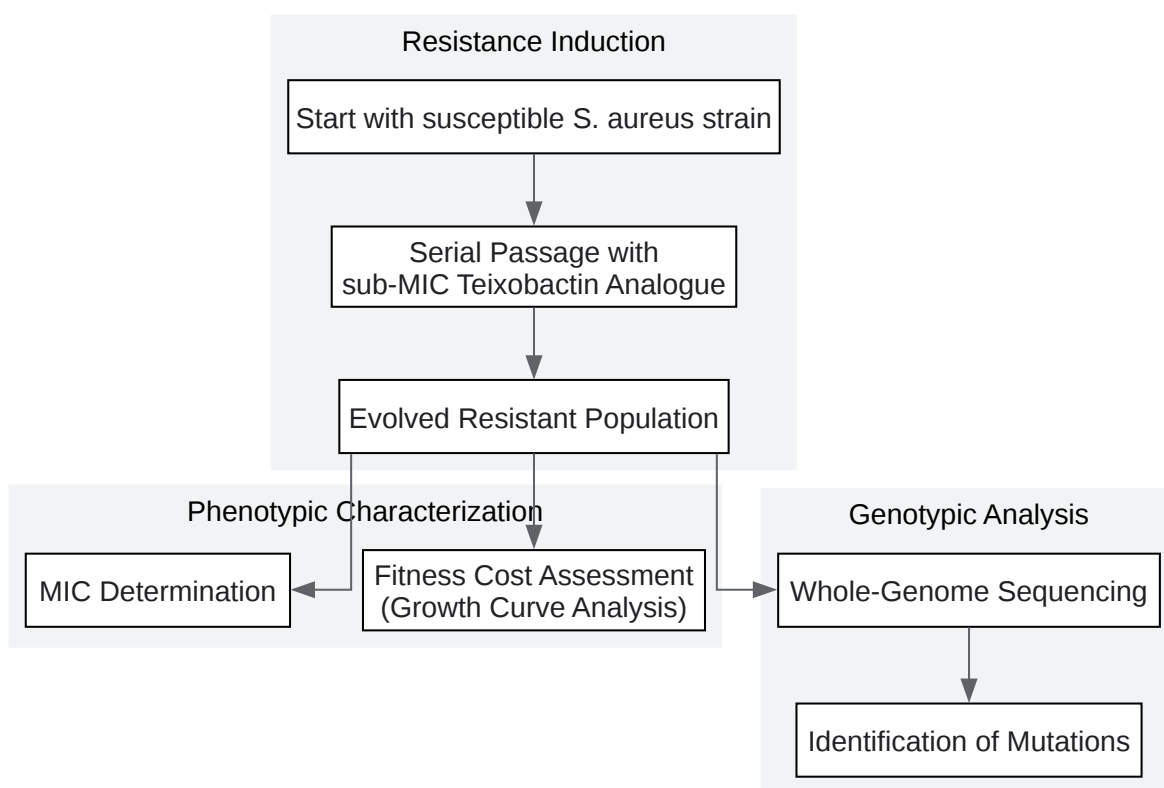 Resistance Induction
Start with susceptible S. aureus strain
Serial Passage with
sub-MIC Teixobactin Analogue
Evolved Resistant Population
Phenotypic Characterization
MIC Determination
Fitness Cost Assessment
(Growth Curve Analysis)
Genotypic Analysis
Whole-Genome Sequencing
Identification of Mutations